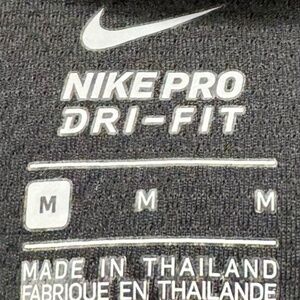 NIKE PRO
DRI-FIT
M M M
MADE IN THAILAND
FABRIQUE EN THAILANDE